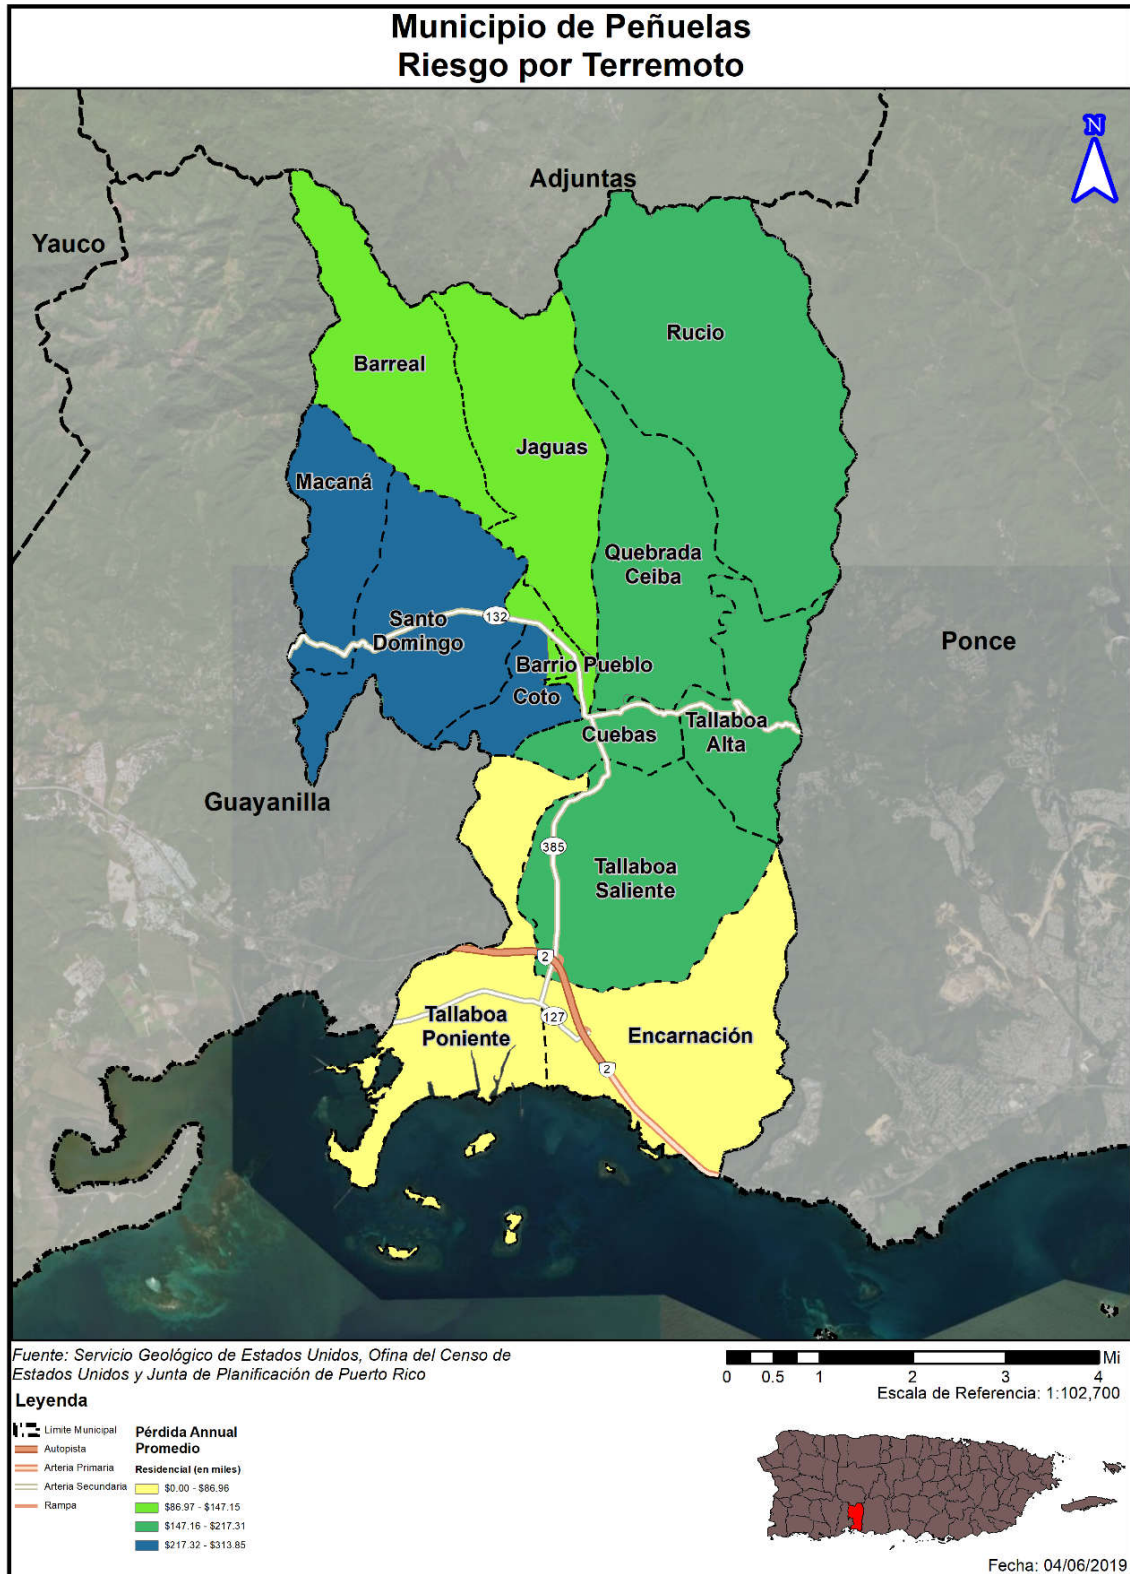 Municipio de Peñuelas
Riesgo por Terremoto
N
Adjuntas
Yauco
Rucio
Barreal
Jaguas
Macaná
Quebrada
Ceiba
Santo
Domingo
132
Ponce
Barrio Pueblo
Coto
Cuebas
Tallaboa
Alta
Guayanilla
385
Tallaboa
Saliente
2
Tallaboa
Poniente
127
Encarnación
2
Fuente: Servicio Geológico de Estados Unidos, Ofina del Censo de
Estados Unidos y Junta de Planificación de Puerto Rico
Mi
0 0.5 1 2 3 4
Escala de Referencia: 1:102,700
Leyenda
Límite Municipal
Autopista
Arteria Primaria
Arteria Secundaria
Rampa
Pérdida Annual
Promedio
Residencial (en miles)
$0.00 - $86.96
$86.97 - $147.15
$147.16 - $217.31
$217.32 - $313.85
Fecha: 04/06/2019